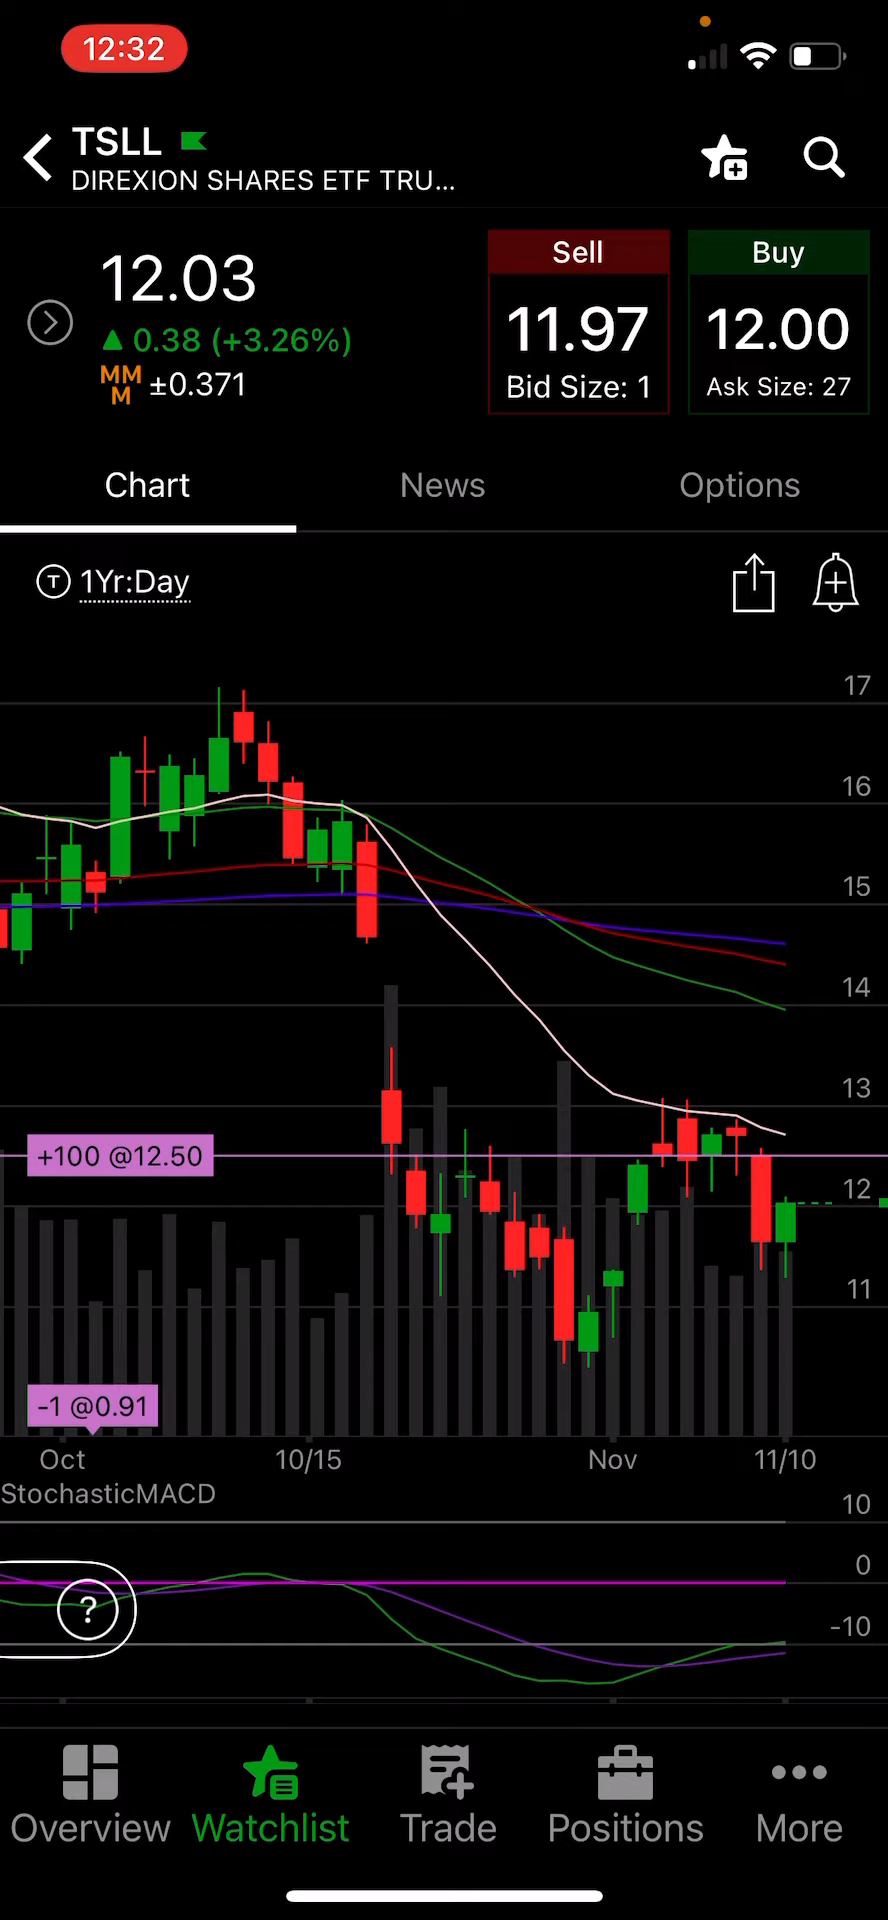 12:32
TSLL
DIREXION SHARES ETF TRU...
12.03
0.38 (+3.26%)
MM
M
±0.371
Sell
11.97
Bid Size: 1
Buy
12.00
Ask Size: 27
Chart
News
Options
T 1Yr:Day
17
16
15
14
13
12
11
+100 @12.50
-1 @0.91
Oct
10/15
Nov
11/10
StochasticMACD
10
0
-10
?
Overview
Watchlist
Trade
Positions
More